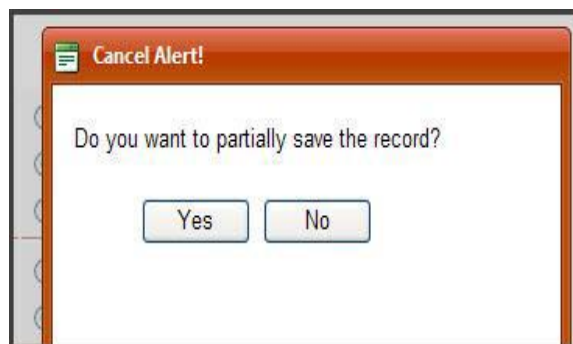 Cancel Alert!
Do you want to partially save the record?
Yes No